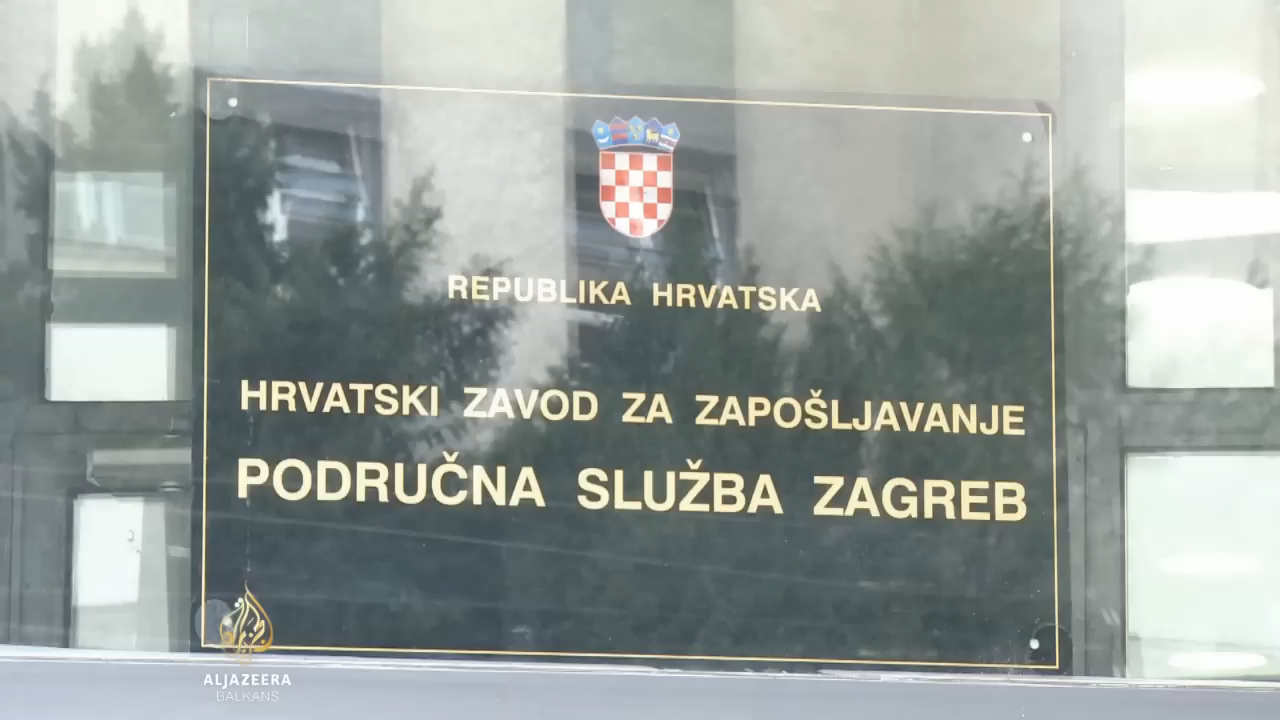 REPUBLIKA HRVATSKA
HRVATSKI ZAVOD ZA ZAPOŠLJAVANJE
PODRUČNA SLUŽBA ZAGREB
ALJAZEERA
BALKANS